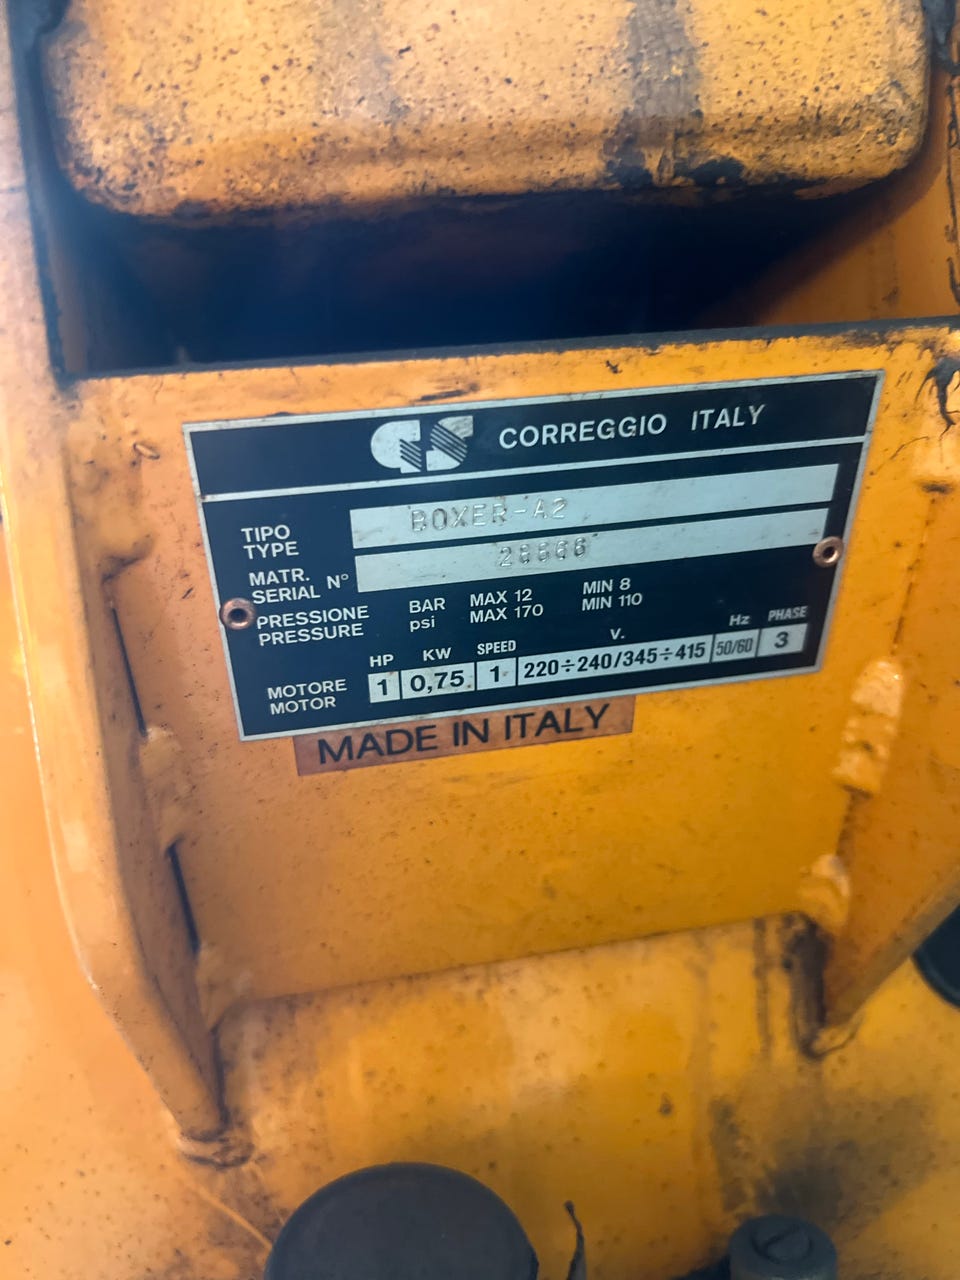 GS CORREGGIO ITALY
TIPO
TYPE BOXER-A2
MATR.
SERIAL N° 28666
PRESSIONE BAR MAX 12 MIN 8
PRESSURE psi MAX 170 MIN 110
HP KW SPEED V. Hz PHASE
MOTORE
MOTOR 1 0,75 1 220÷240/345÷415 50/60 3
MADE IN ITALY